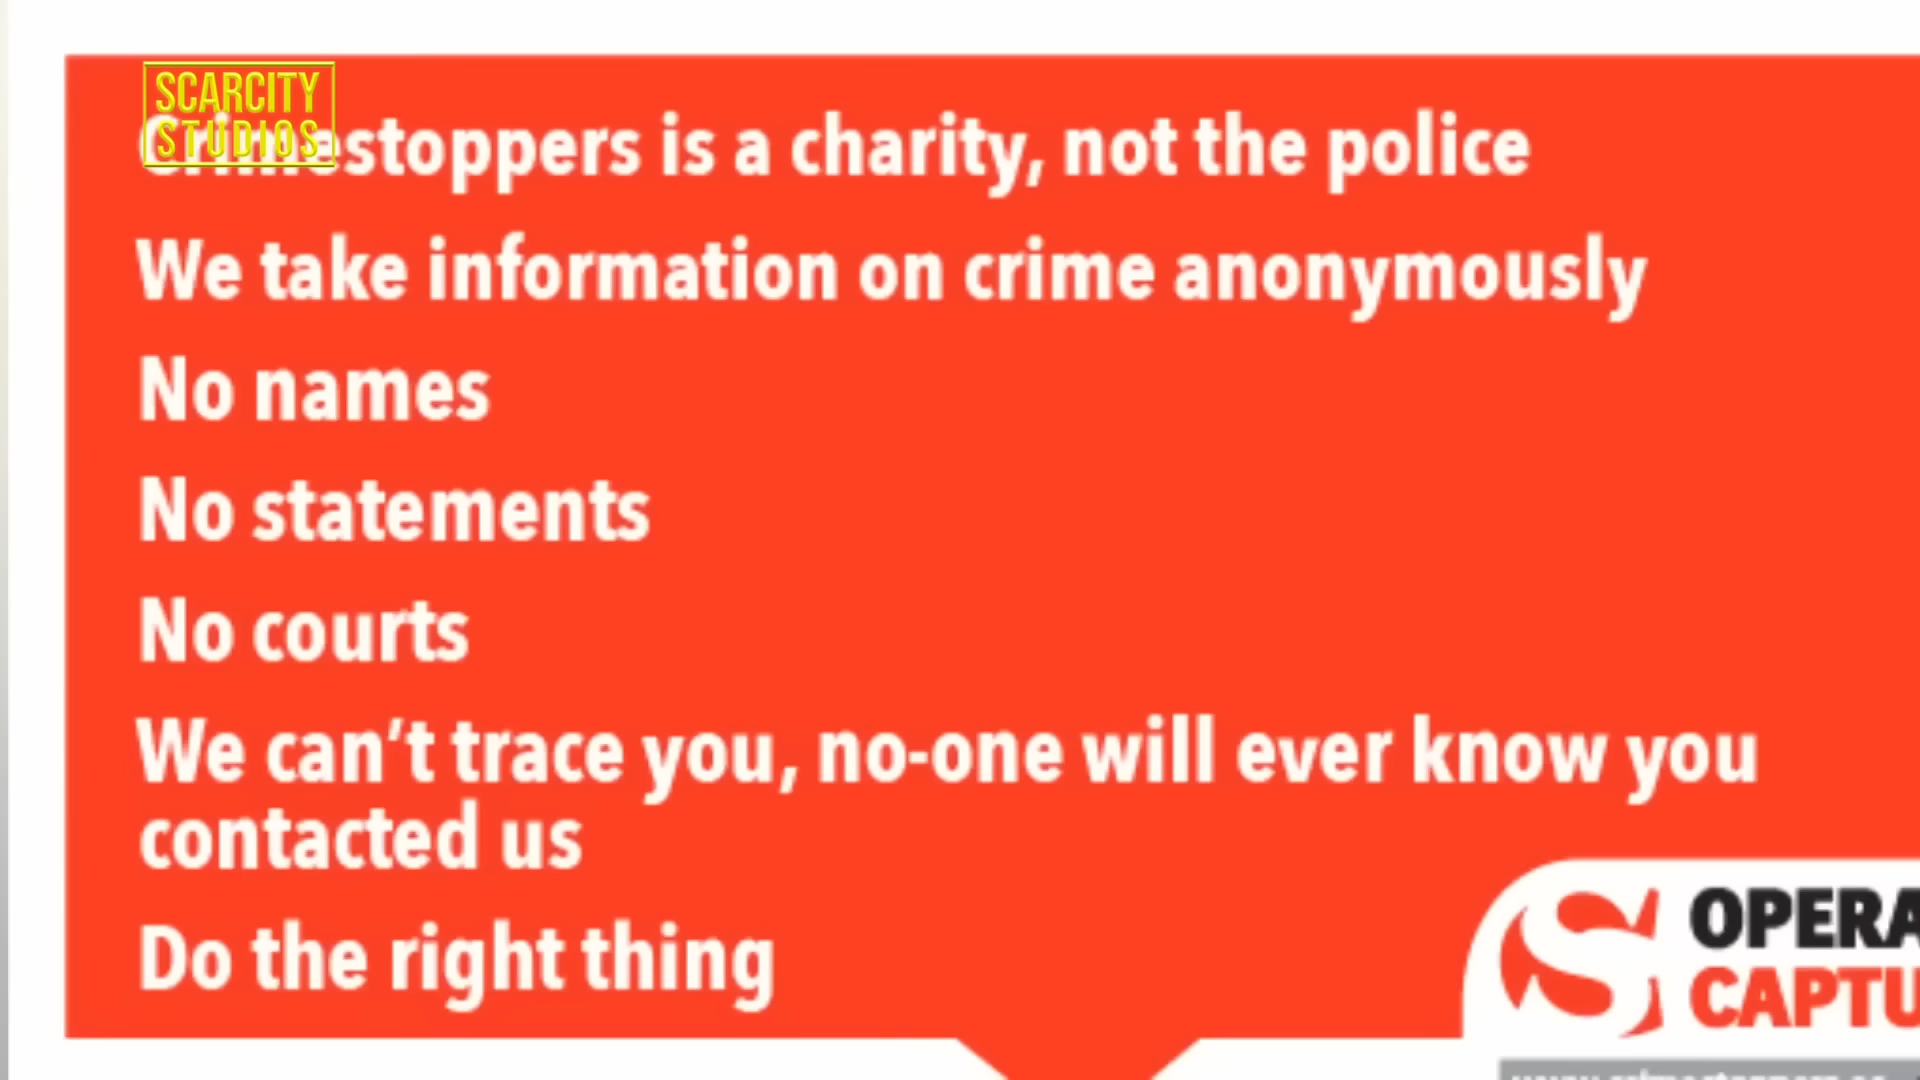 SCARCITY
STUDIOS
Crimestoppers is a charity, not the police
We take information on crime anonymously
No names
No statements
No courts
We can't trace you, no-one will ever know you
contacted us
Do the right thing
OPERA
CAPTU